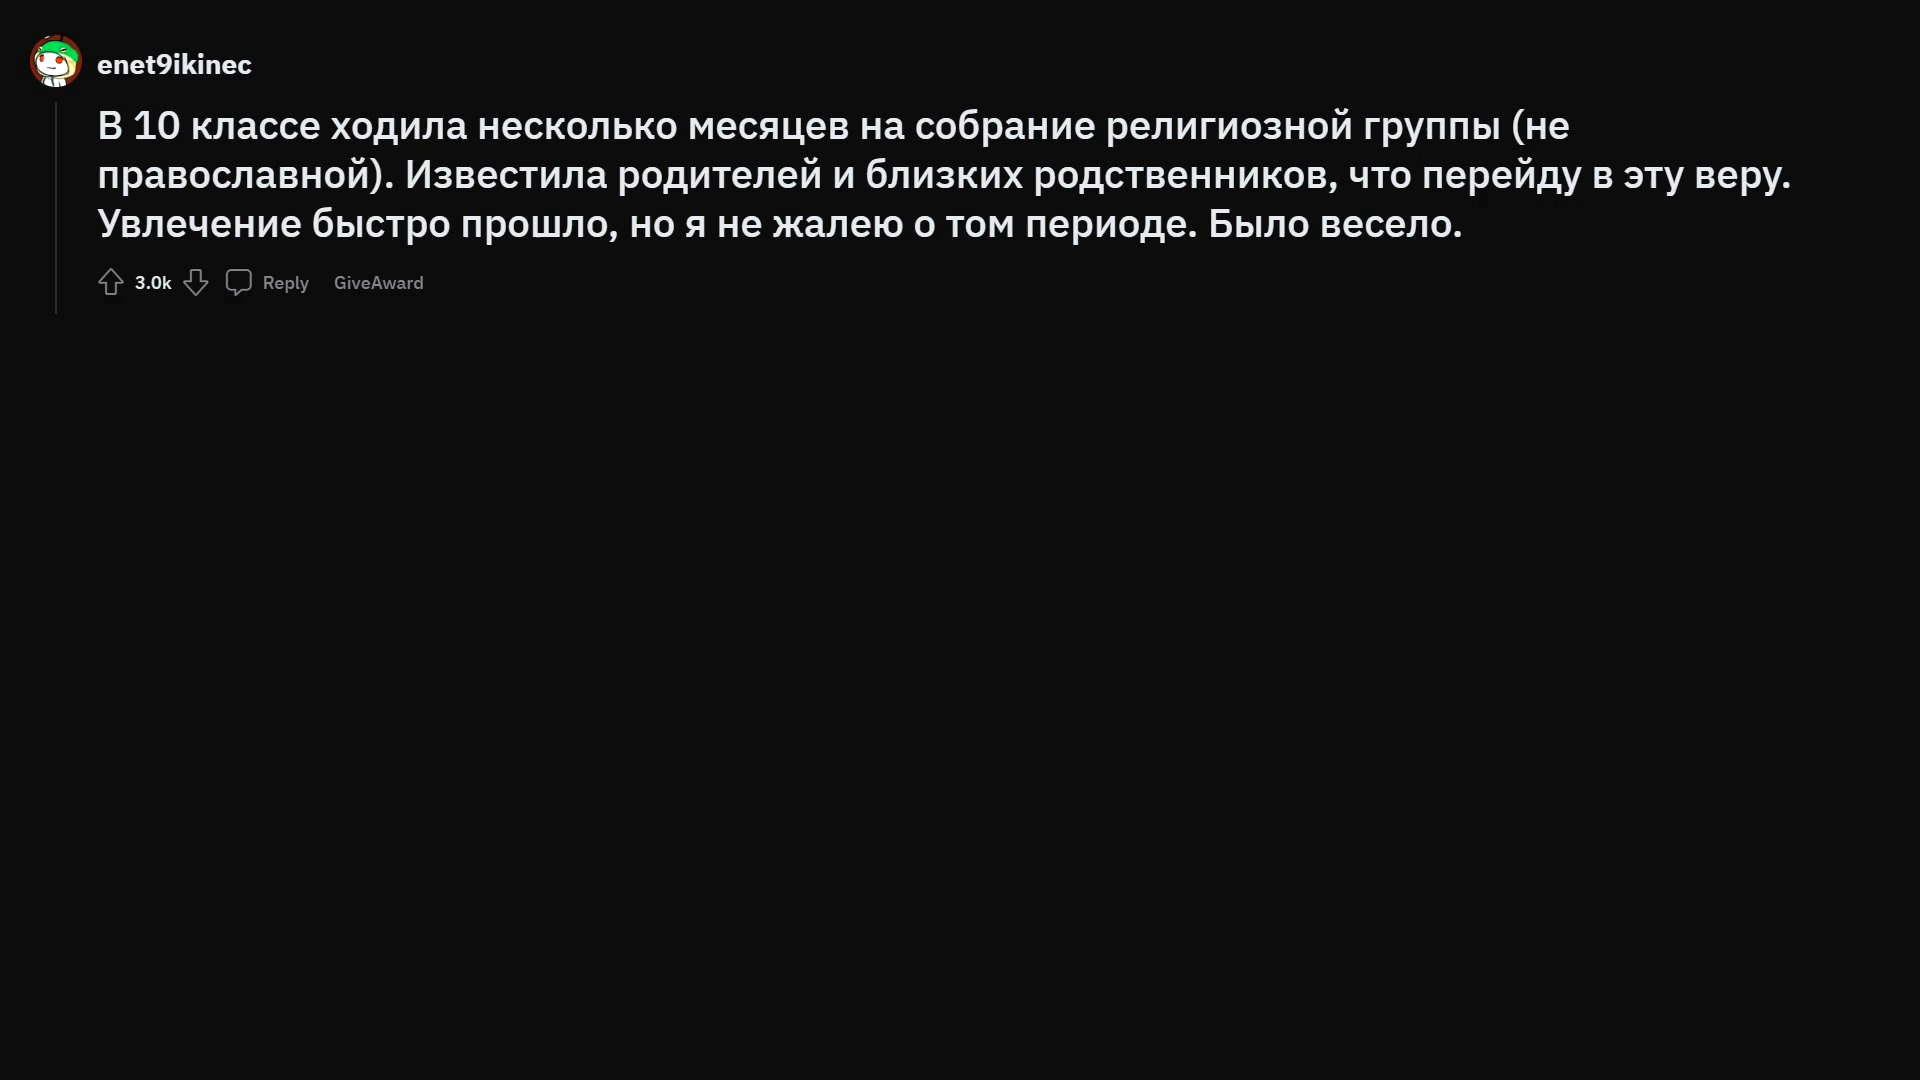 enet9ikinec
В 10 классе ходила несколько месяцев на собрание религиозной группы (не
православной). Известила родителей и близких родственников, что перейду в эту веру.
Увлечение быстро прошло, но я не жалею о том периоде. Было весело.
3.0k Reply GiveAward